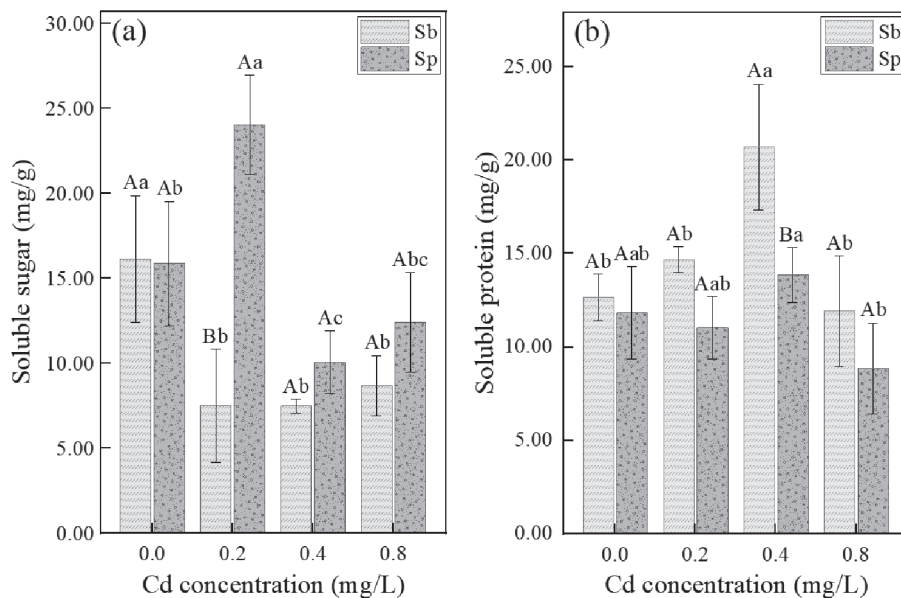 (a)
Sb
Sp
Soluble sugar (mg/g)
30.00
25.00
20.00
15.00
10.00
5.00
0.00
Aa
Ab
Bb
Aa
Ab
Ac
Ab
Abc
0.0
0.2
0.4
0.8
Cd concentration (mg/L)
(b)
Sb
Sp
Soluble protein (mg/g)
25.00
20.00
15.00
10.00
5.00
0.00
Ab
Aab
Ab
Aab
Aa
Ba
Ab
Ab
0.0
0.2
0.4
0.8
Cd concentration (mg/L)